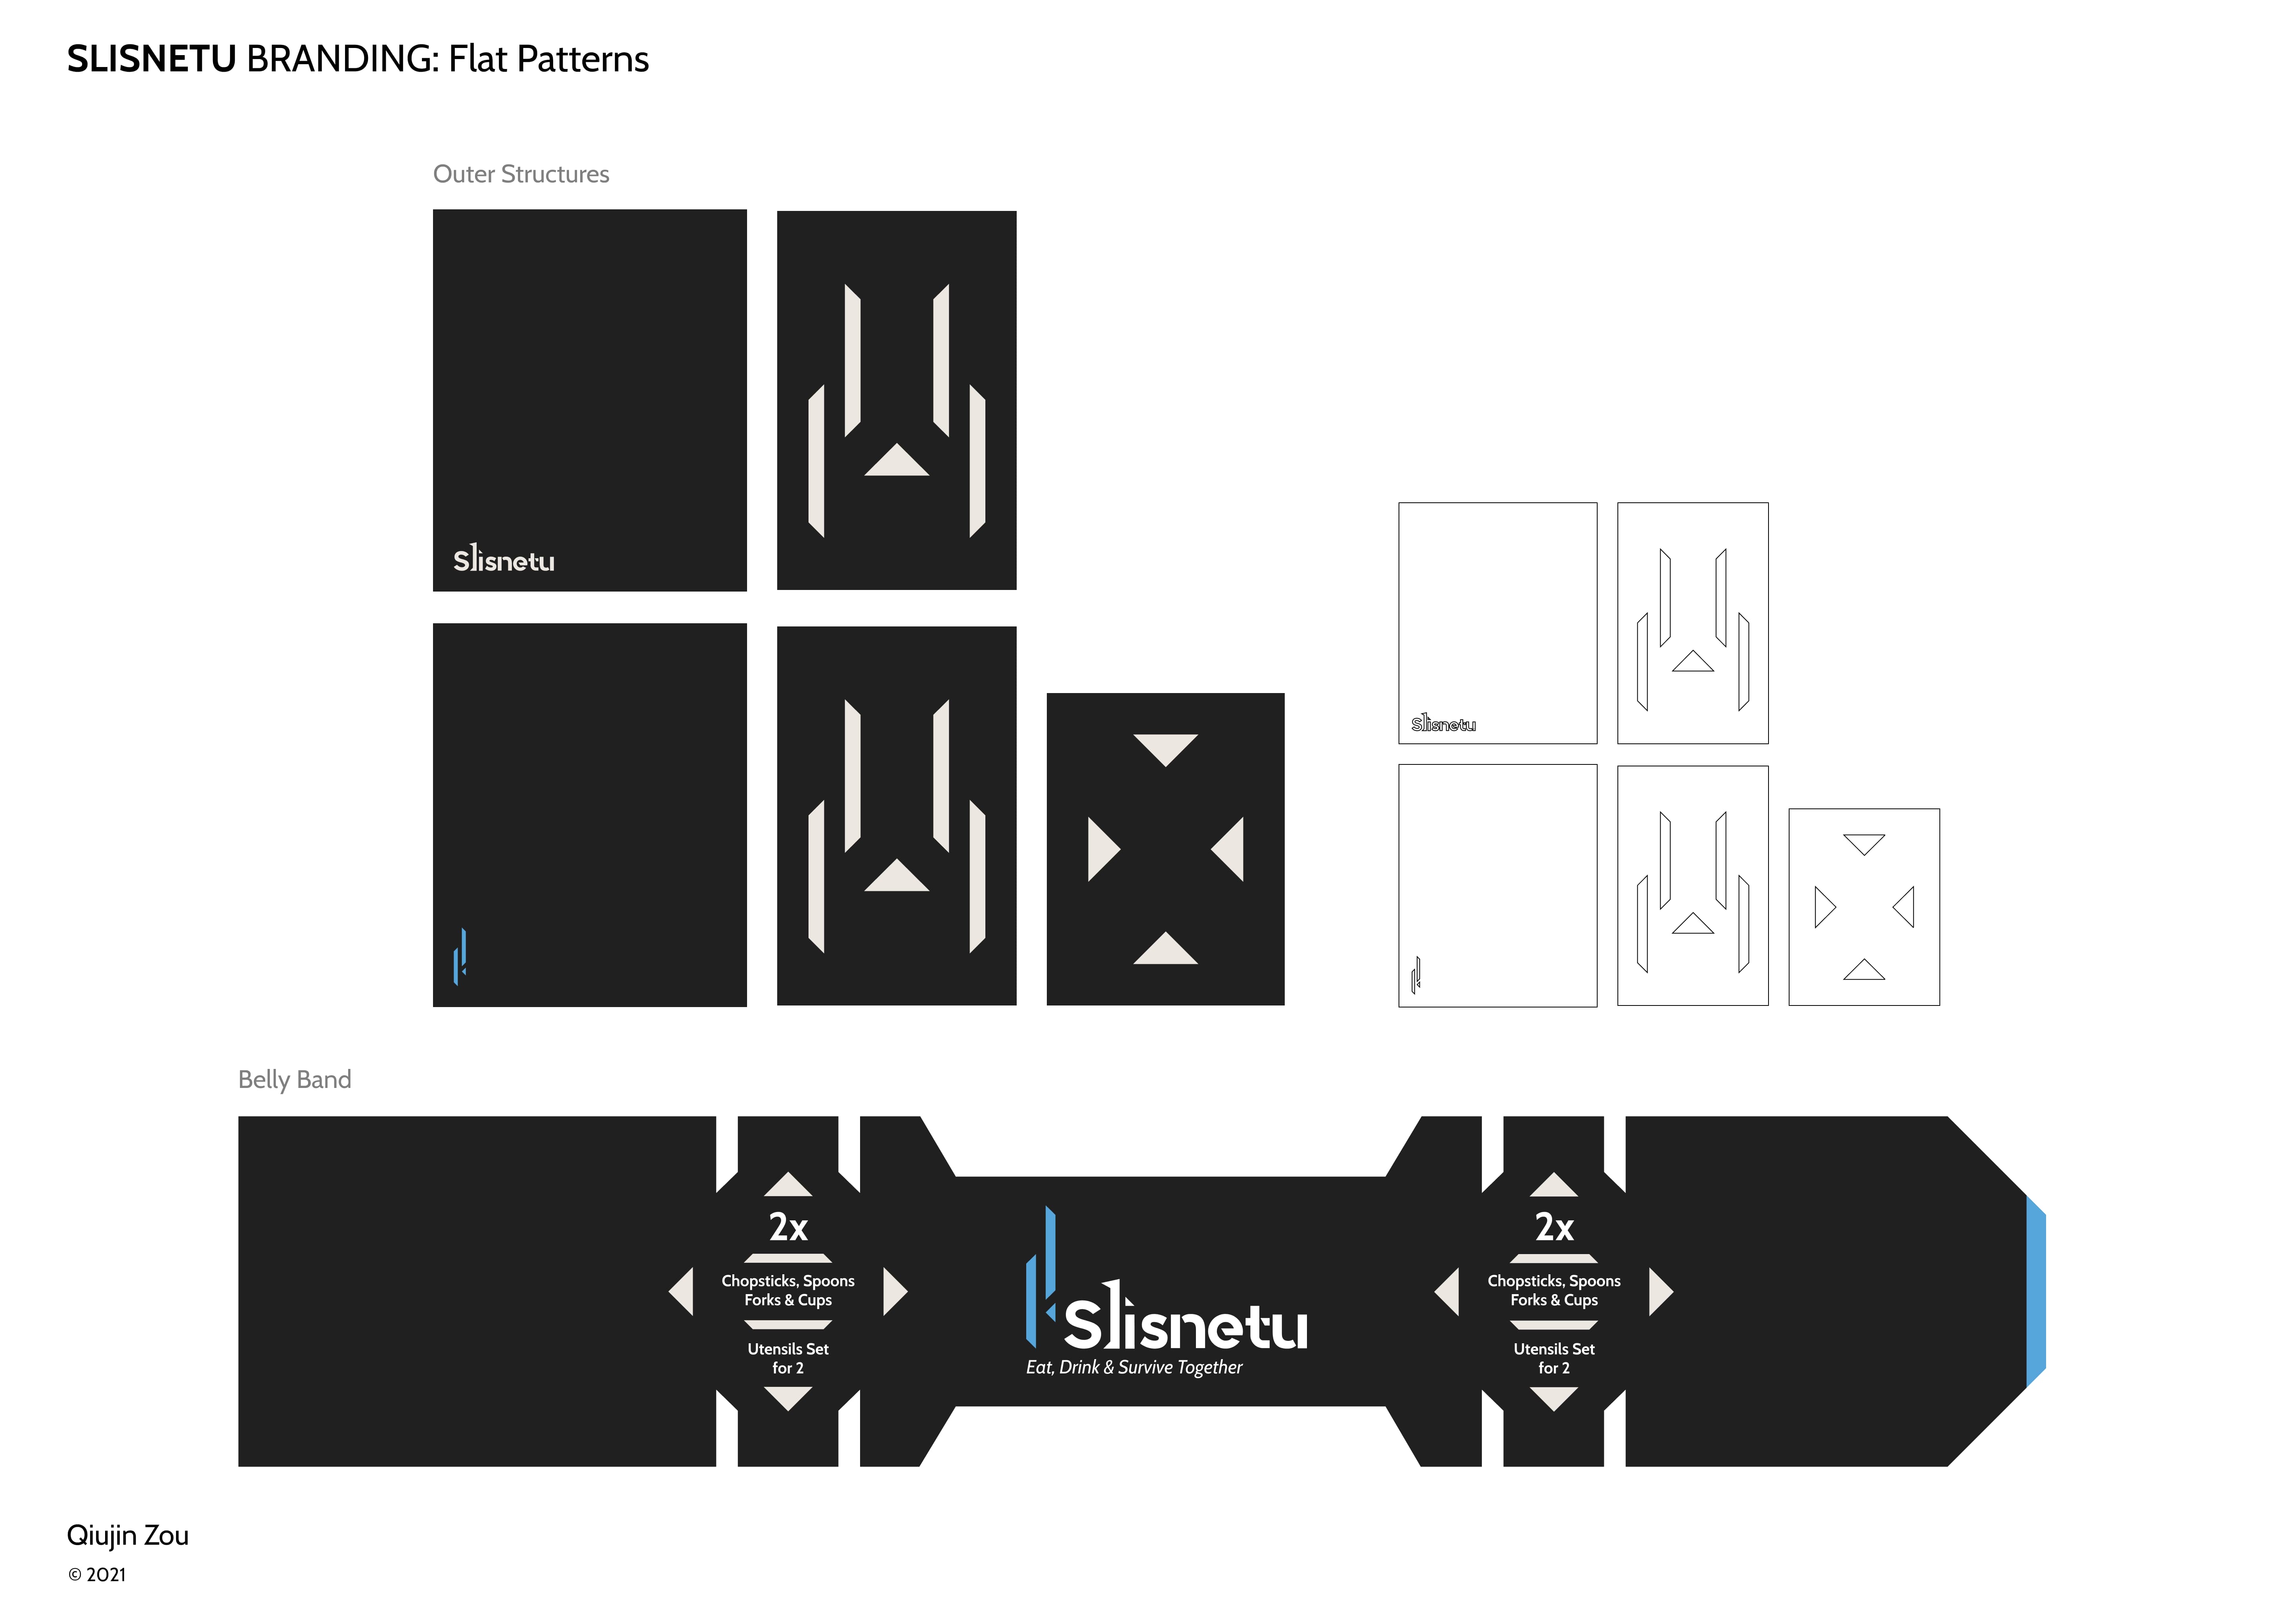 SLISNETU BRANDING: Flat Patterns
Outer Structures
Slisnetu
Slisnetu
Belly Band
2x
Chopsticks, Spoons
Forks & Cups
Utensils Set
for 2
Slisnetu
Eat, Drink & Survive Together
2x
Chopsticks, Spoons
Forks & Cups
Utensils Set
for 2
Qiujin Zou
© 2021